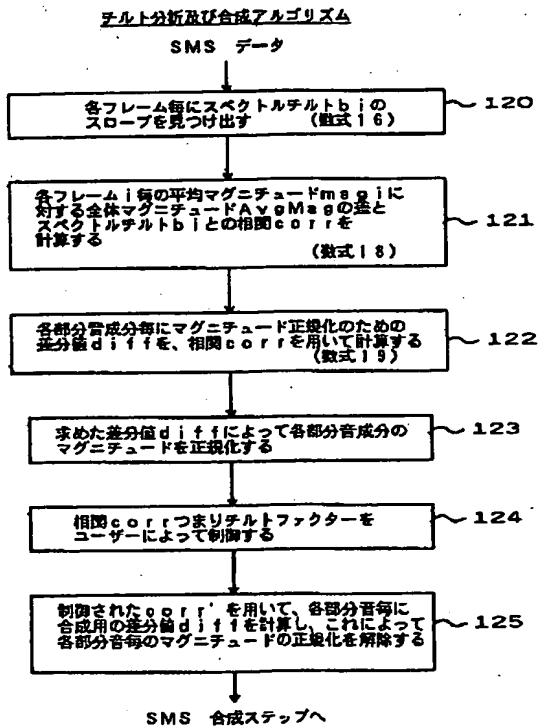 チルト分析及び合成アルゴリズム
SMS データ
各フレーム毎にスペクトルチルトbiの
スロープを見つけ出す (数式16)
120
各フレームi毎の平均マグニチュードmagiに
対する全体マグニチュードAvgMagの差と
スペクトルチルトbiとの相関corrを
計算する
(数式18)
121
各部分音成分毎にマグニチュード正規化のための
差分値diffを、相関corrを用いて計算する
(数式19)
122
求めた差分値diffによって各部分音成分の
マグニチュードを正規化する
123
相関corrつまりチルトファクターを
ユーザーによって制御する
124
制御されたcorr'を用いて、各部分音毎に
合成用の差分値diffを計算し、これによって
各部分音毎のマグニチュードの正規化を解除する
125
SMS 合成ステップへ